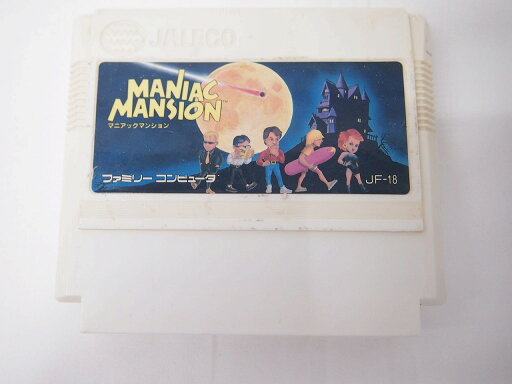 JALECO
MANIAC
MANSION™
マニアックマンション
ファミリー コンピュータ
JF-18